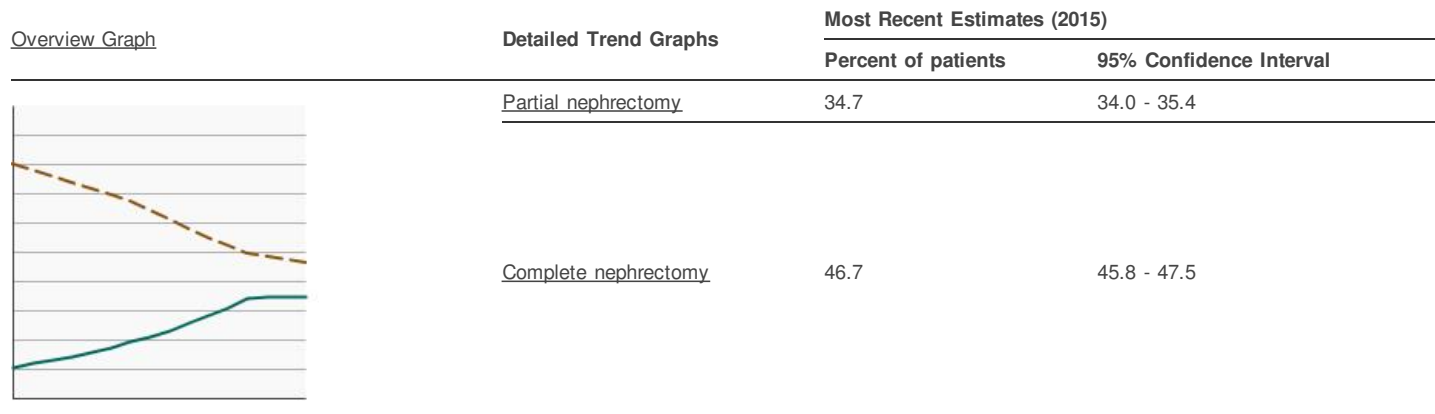 Overview Graph Detailed Trend Graphs Most Recent Estimates (2015)
Percent of patients 95% Confidence Interval
Partial nephrectomy 34.7 34.0 - 35.4
Complete nephrectomy 46.7 45.8 - 47.5